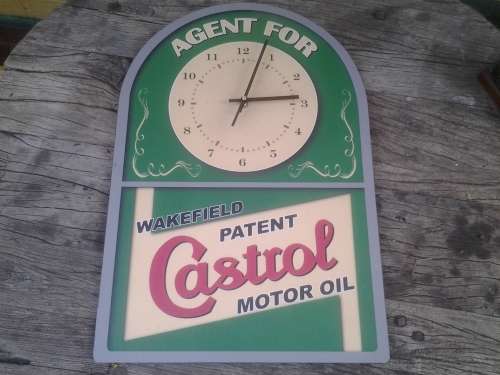 AGENT FOR
12
1
2
3
4
5
6
7
8
9
10
11
WAKEFIELD
PATENT
Castrol
MOTOR OIL